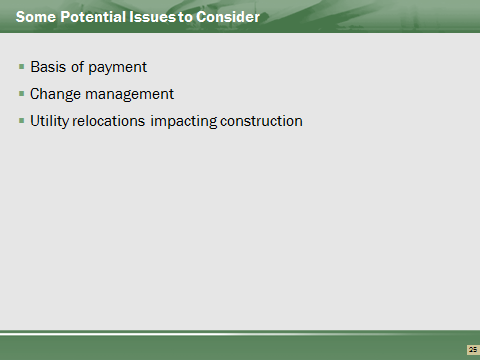 Some Potential Issues to Consider
Basis of payment
Change management
Utility relocations impacting construction
25